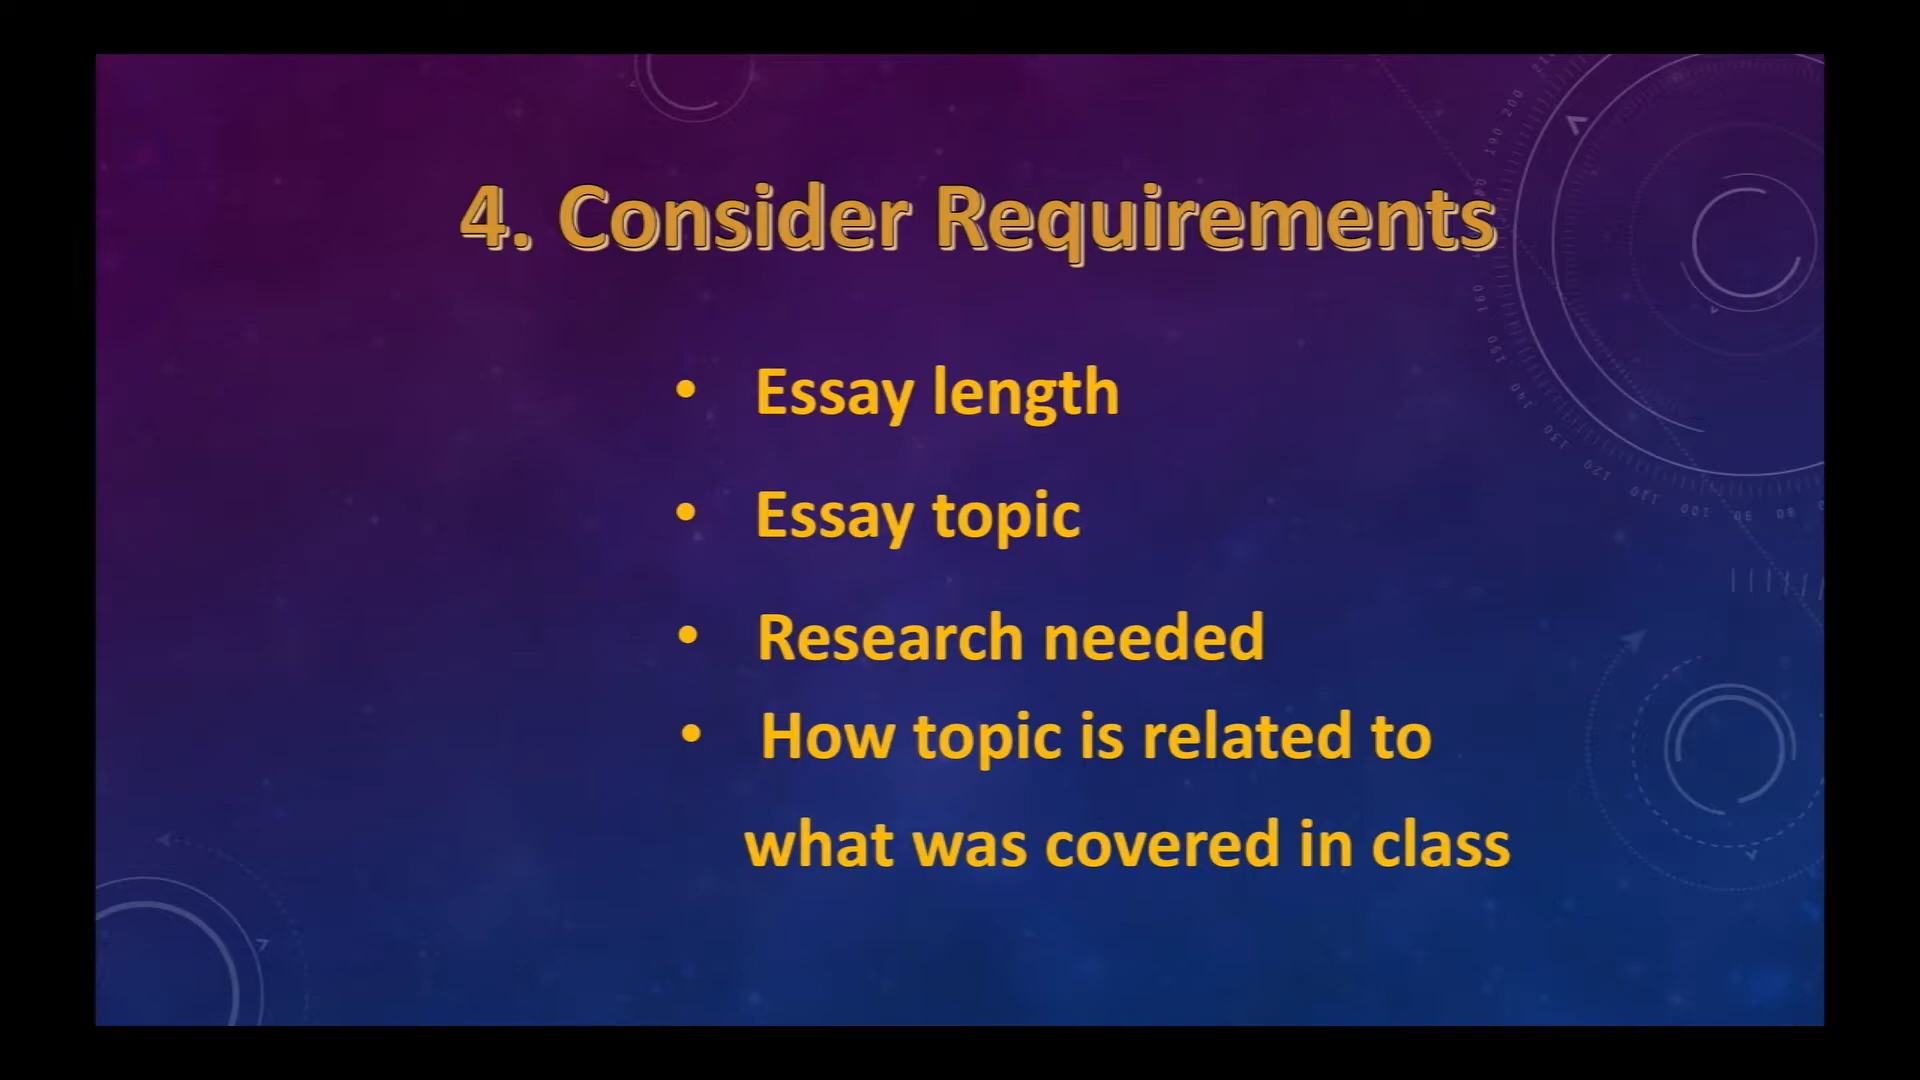 4. Consider Requirements
• Essay length
• Essay topic
• Research needed
• How topic is related to
what was covered in class